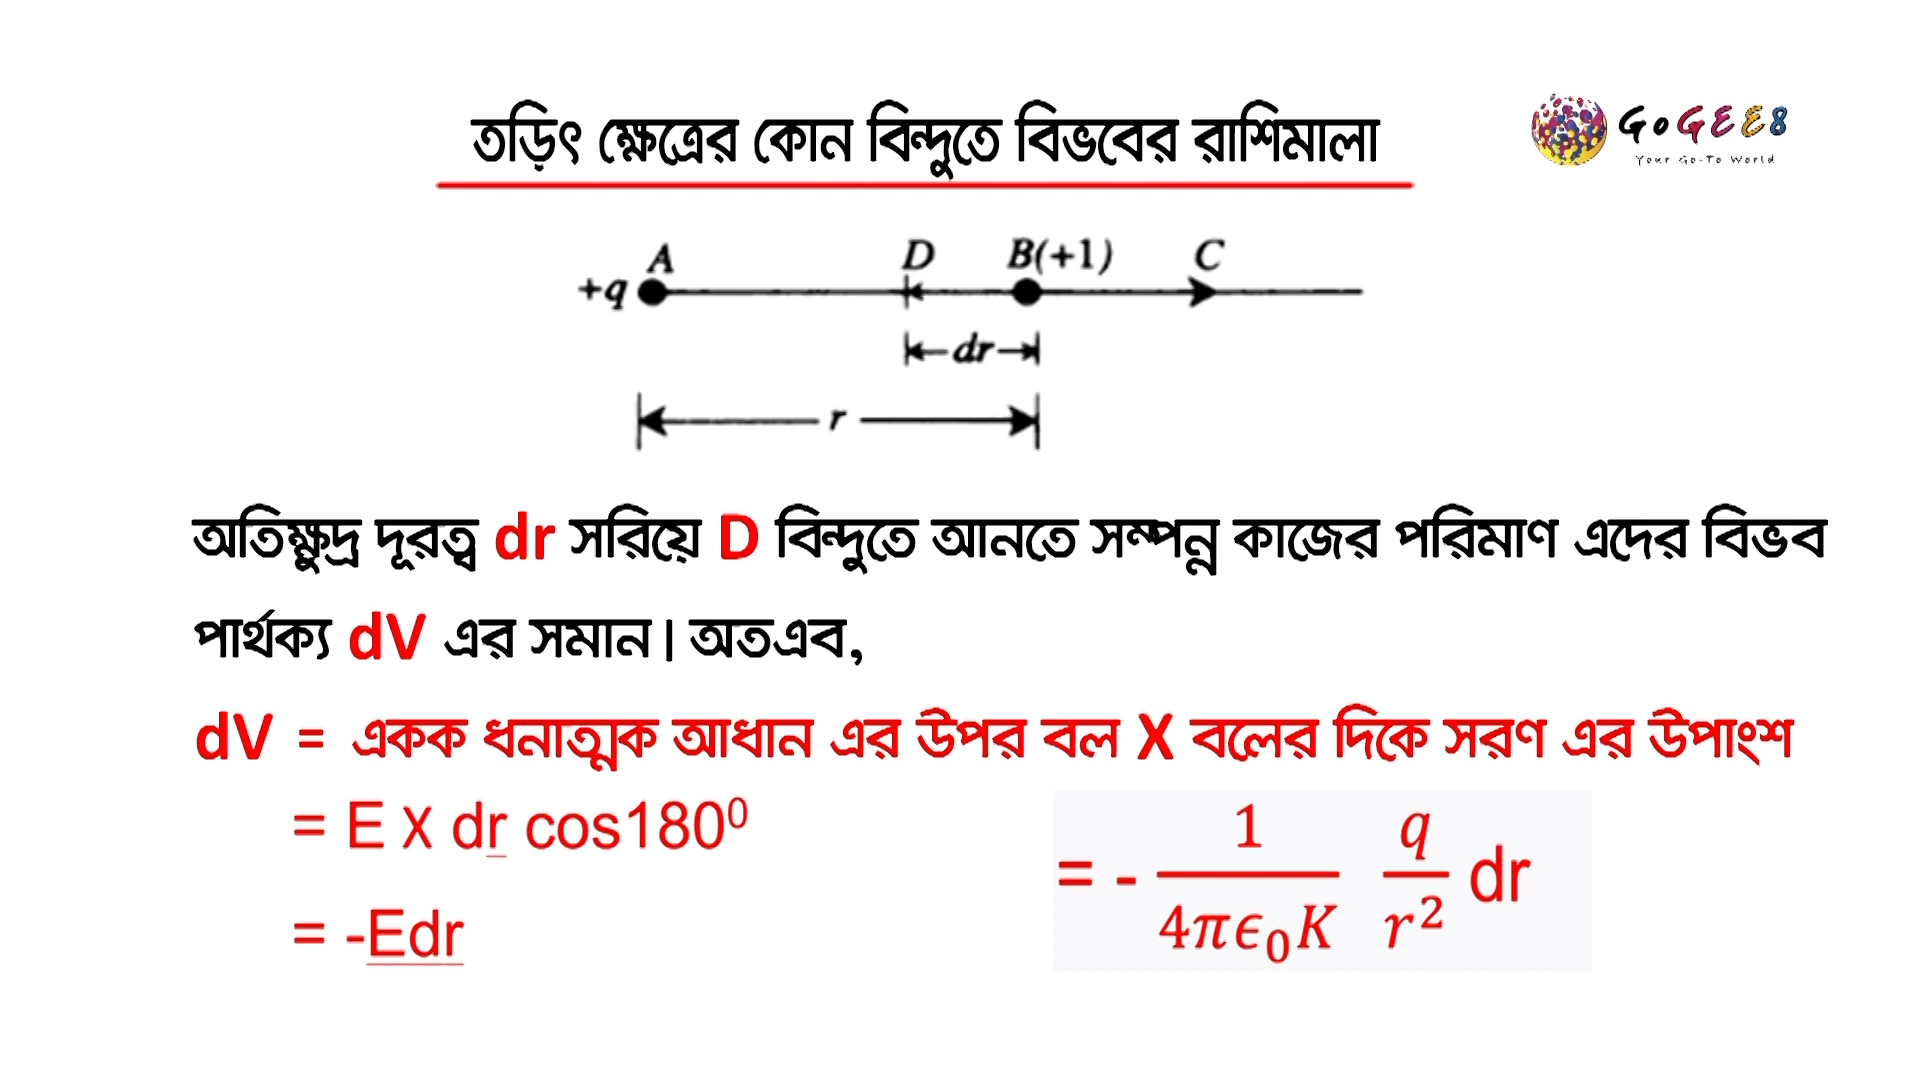 তড়িৎ ক্ষেত্রের কোন বিন্দুতে বিভবের রাশিমালা
GoGEE8
Your Go-To World
A D B(+1) C
+q
dr
r
অতিক্ষুদ্র দূরত্ব dr সরিয়ে D বিন্দুতে আনতে সম্পন্ন কাজের পরিমাণ এদের বিভব
পার্থক্য dV এর সমান। অতএব,
dV = একক ধনাত্মক আধান এর উপর বল X বলের দিকে সরণ এর উপাংশ
= E X dr cos180⁰
= -Edr
= - 1/(4πϵ₀K) q/r² dr